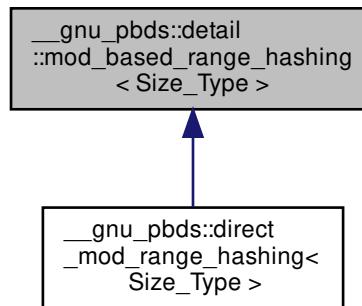 __gnu_pbds::detail
::mod_based_range_hashing
< Size_Type >
__gnu_pbds::direct
_mod_range_hashing<
Size_Type >